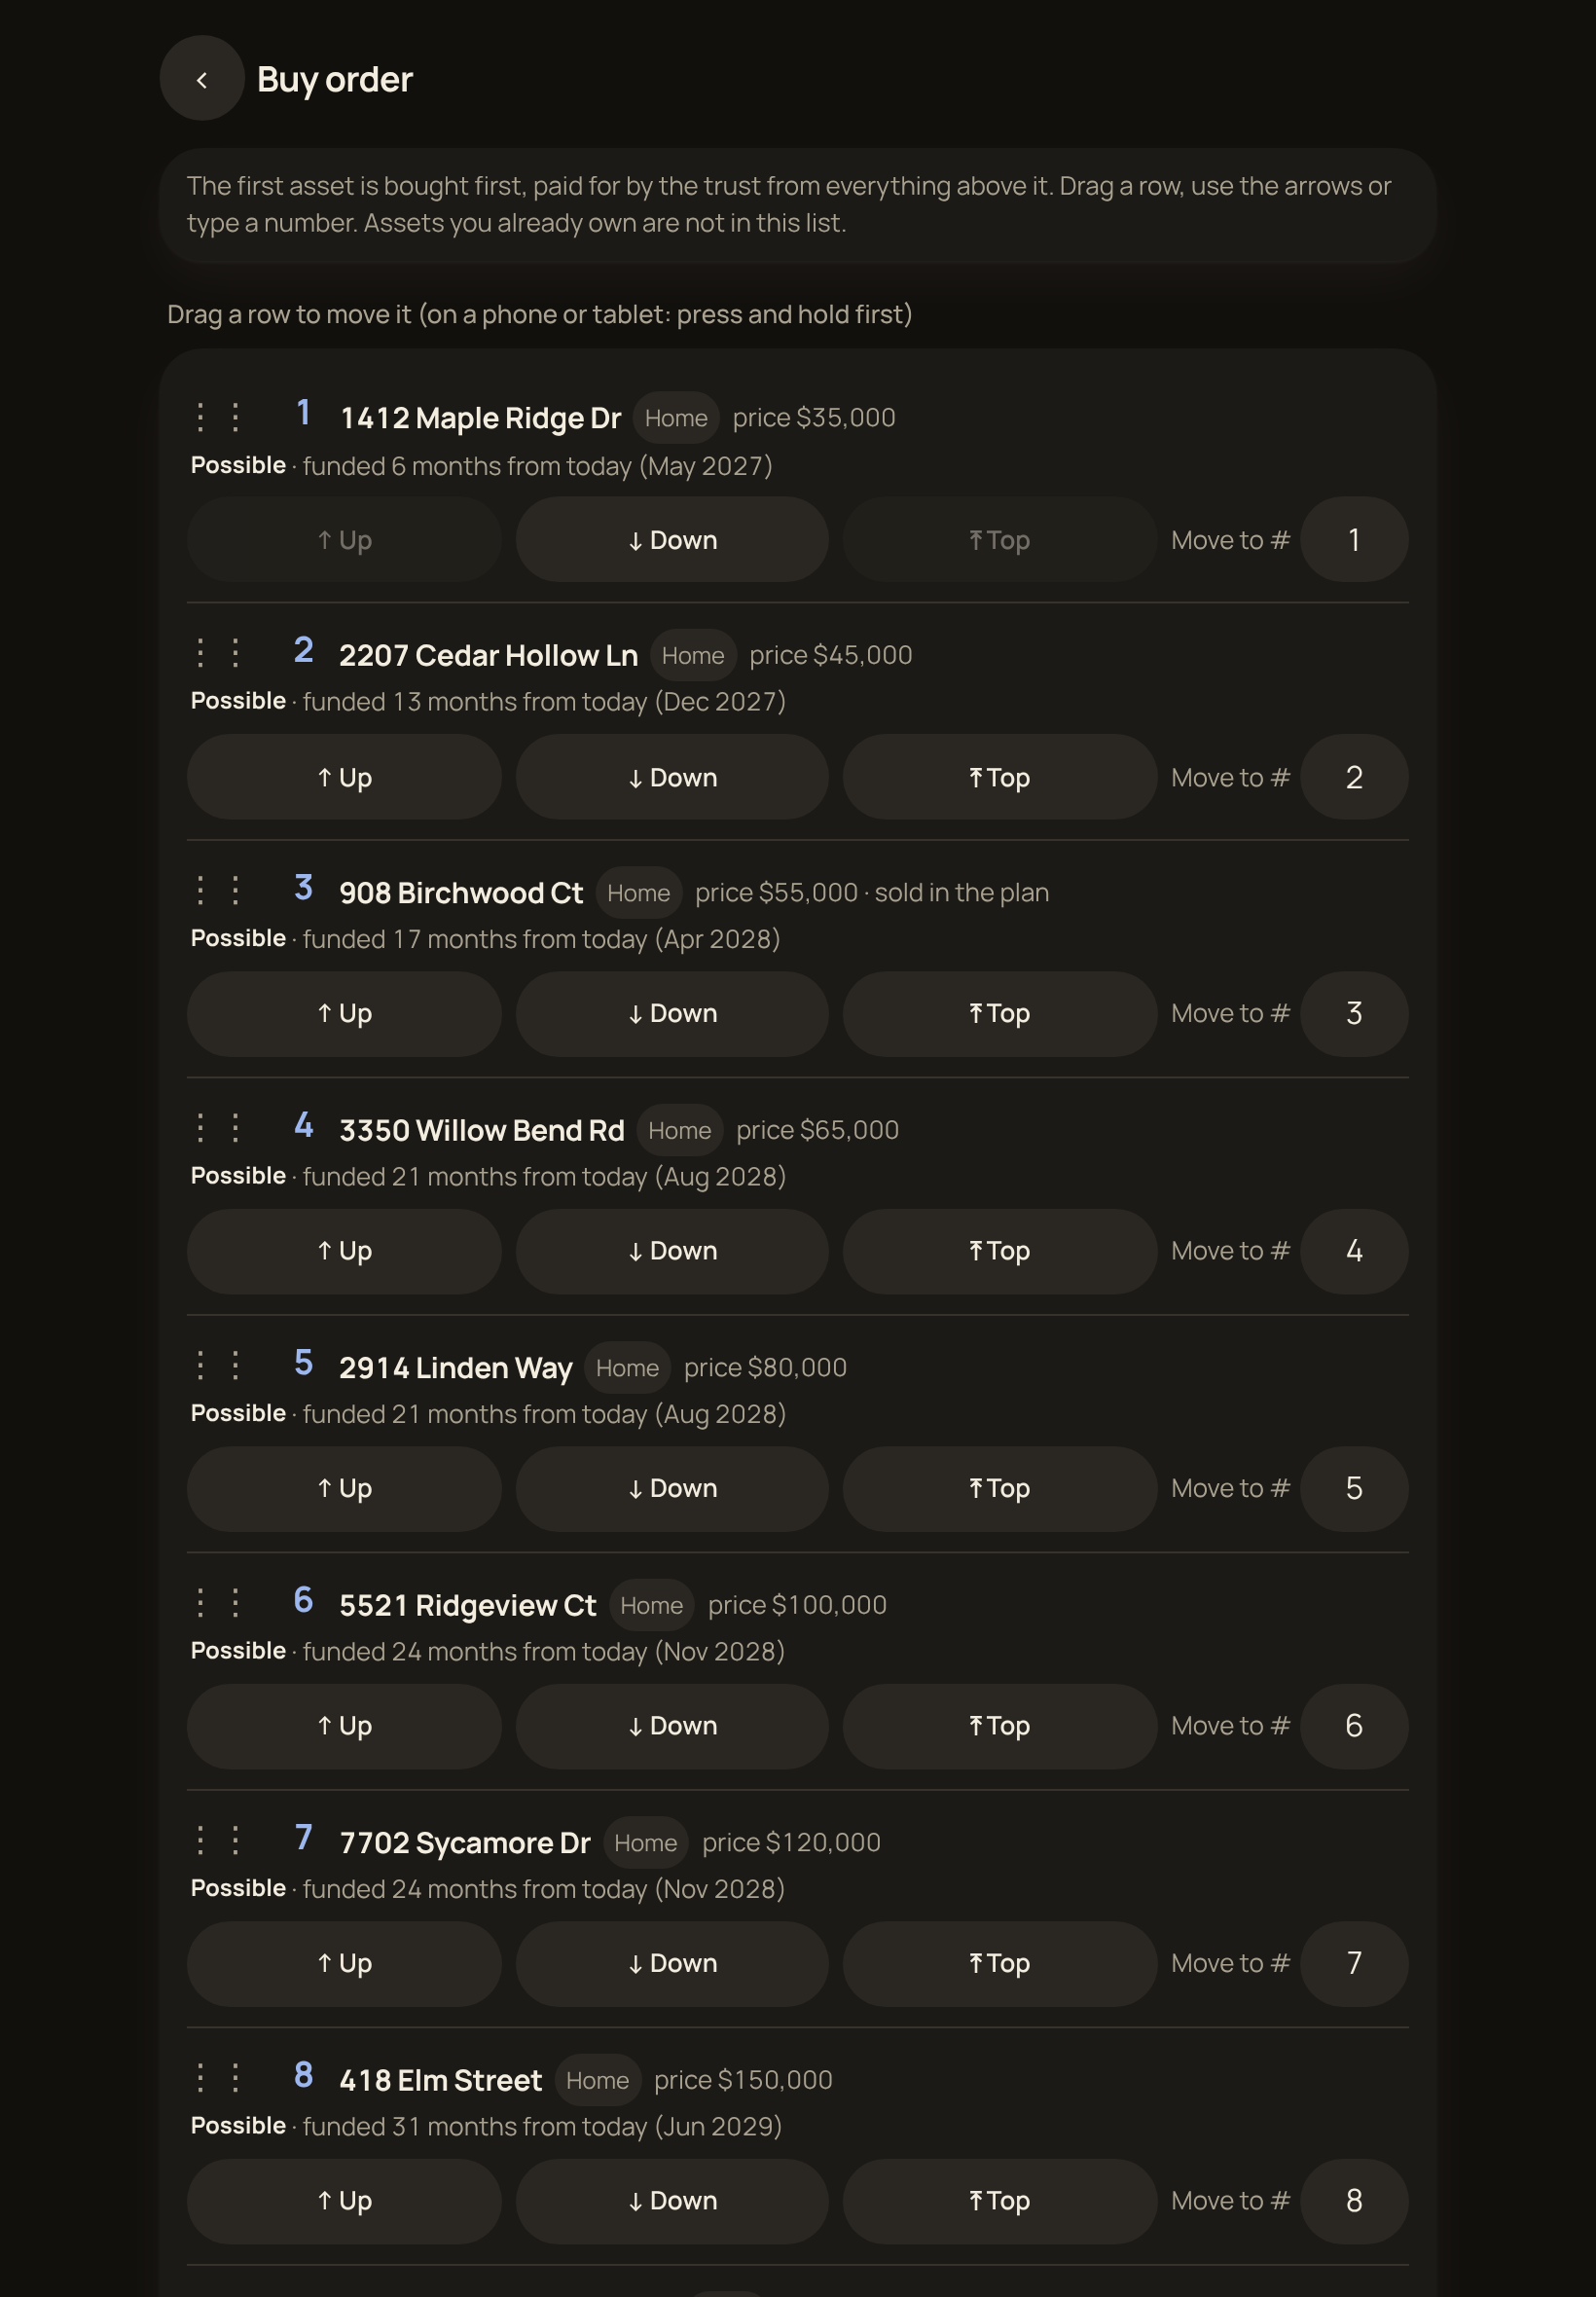 Buy order
The first asset is bought first, paid for by the trust from everything above it. Drag a row, use the arrows or
type a number. Assets you already own are not in this list.
Drag a row to move it (on a phone or tablet: press and hold first)
1 1412 Maple Ridge Dr Home price $35,000
Possible · funded 6 months from today (May 2027)
↑ Up ↓ Down ⤒ Top Move to # 1
2 2207 Cedar Hollow Ln Home price $45,000
Possible · funded 13 months from today (Dec 2027)
↑ Up ↓ Down ⤒ Top Move to # 2
3 908 Birchwood Ct Home price $55,000 · sold in the plan
Possible · funded 17 months from today (Apr 2028)
↑ Up ↓ Down ⤒ Top Move to # 3
4 3350 Willow Bend Rd Home price $65,000
Possible · funded 21 months from today (Aug 2028)
↑ Up ↓ Down ⤒ Top Move to # 4
5 2914 Linden Way Home price $80,000
Possible · funded 21 months from today (Aug 2028)
↑ Up ↓ Down ⤒ Top Move to # 5
6 5521 Ridgeview Ct Home price $100,000
Possible · funded 24 months from today (Nov 2028)
↑ Up ↓ Down ⤒ Top Move to # 6
7 7702 Sycamore Dr Home price $120,000
Possible · funded 24 months from today (Nov 2028)
↑ Up ↓ Down ⤒ Top Move to # 7
8 418 Elm Street Home price $150,000
Possible · funded 31 months from today (Jun 2029)
↑ Up ↓ Down ⤒ Top Move to # 8